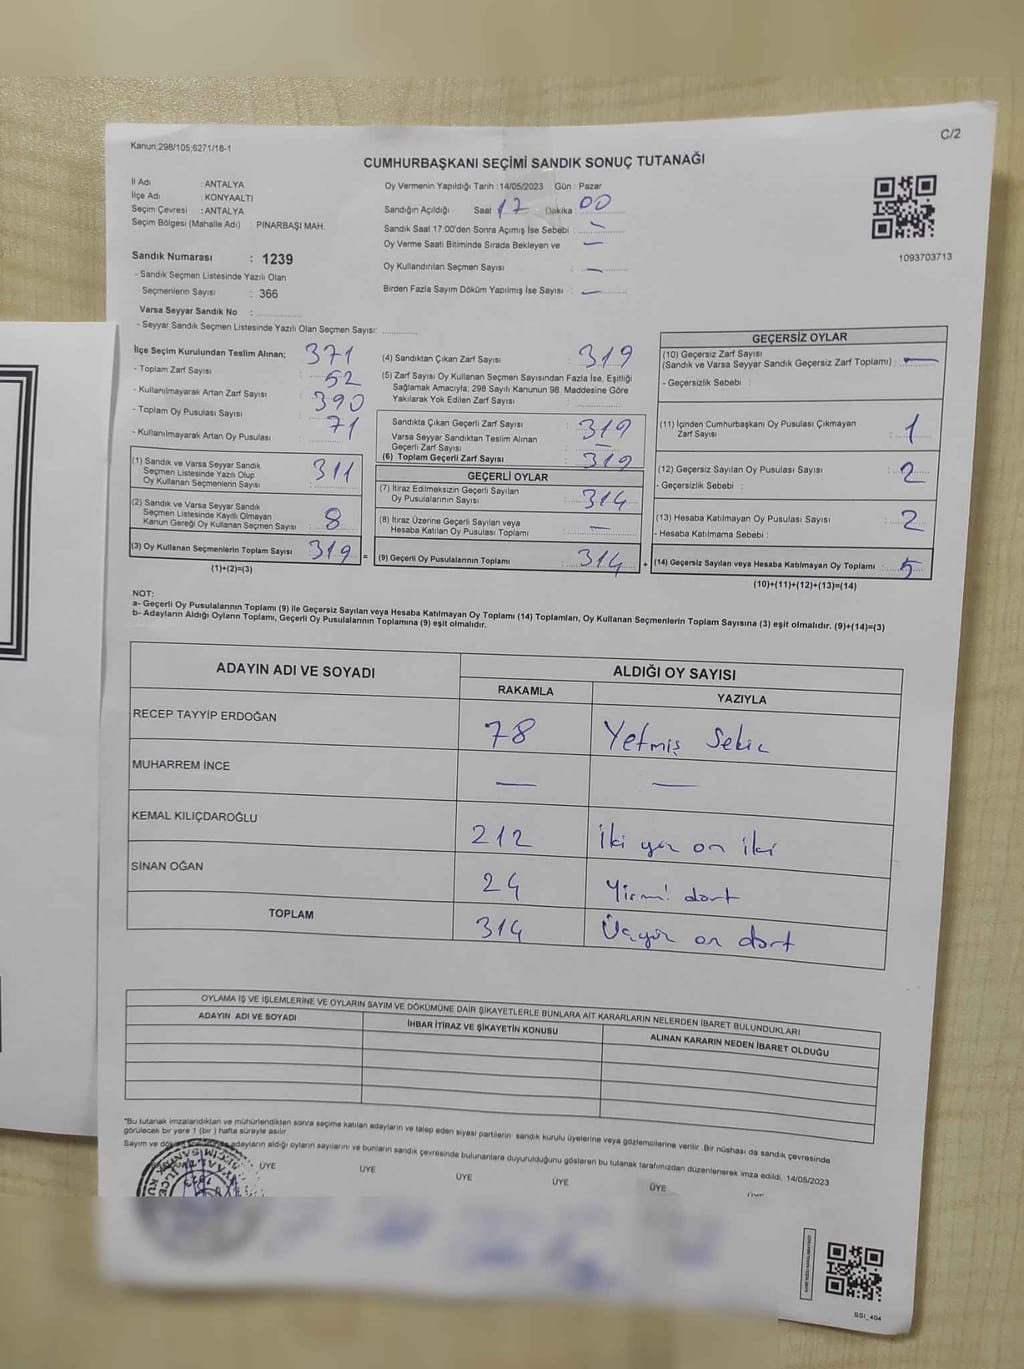 C/2
Kanun;298/105;6271/18-1
CUMHURBAŞKANI SEÇİMİ SANDIK SONUÇ TUTANAĞI
İl Adı : ANTALYA
İlçe Adı : KONYAALTI
Seçim Çevresi : ANTALYA
Seçim Bölgesi (Mahalle Adı) : PINARBAŞI MAH.
Sandık Numarası : 1239
- Sandık Seçmen Listesinde Yazılı Olan
Seçmenlerin Sayısı : 366
Varsa Seyyar Sandık No :
- Seyyar Sandık Seçmen Listesinde Yazılı Olan Seçmen Sayısı:
Oy Vermenin Yapıldığı Tarih : 14/05/2023 Gün : Pazar
Sandığın Açıldığı Saat 17 Dakika 00
Sandık Saat 17:00'den Sonra Açımış İse Sebebi : —
Oy Verme Saati Bitiminde Sırada Bekleyen ve —
Oy Kullandırılan Seçmen Sayısı : —
Birden Fazla Sayım Döküm Yapılmış İse Sayısı : —
1093703713
İlçe Seçim Kurulundan Teslim Alınan;
- Toplam Zarf Sayısı 371
- Kullanılmayarak Artan Zarf Sayısı 52
- Toplam Oy Pusulası Sayısı 390
- Kullanılmayarak Artan Oy Pusulası 71
(1) Sandık ve Varsa Seyyar Sandık
Seçmen Listesinde Yazılı Olup
Oy Kullanan Seçmenlerin Sayısı 311
(2) Sandık ve Varsa Seyyar Sandık
Seçmen Listesinde Kayıtlı Olmayan
Kanun Gereği Oy Kullanan Seçmen Sayısı 8
(3) Oy Kullanan Seçmenlerin Toplam Sayısı 319 =
(1)+(2)=(3)
(4) Sandıktan Çıkan Zarf Sayısı : 319
(5) Zarf Sayısı Oy Kullanan Seçmen Sayısından Fazla İse, Eşitliği
Sağlamak Amacıyla, 298 Sayılı Kanunun 98. Maddesine Göre
Yakılarak Yok Edilen Zarf Sayısı :
Sandıkta Çıkan Geçerli Zarf Sayısı : 319
Varsa Seyyar Sandıktan Teslim Alınan
Geçerli Zarf Sayısı : —
(6) Toplam Geçerli Zarf Sayısı : 319
GEÇERLİ OYLAR
(7) İtiraz Edilmeksizin Geçerli Sayılan
Oy Pusulalarının Sayısı : 314
(8) İtiraz Üzerine Geçerli Sayılan veya
Hesaba Katılan Oy Pusulası Toplamı : —
(9) Geçerli Oy Pusulalarının Toplamı : 314 +
GEÇERSİZ OYLAR
(10) Geçersiz Zarf Sayısı
(Sandık ve Varsa Seyyar Sandık Geçersiz Zarf Toplamı) : —
- Geçersizlik Sebebi :
(11) İçinden Cumhurbaşkanı Oy Pusulası Çıkmayan
Zarf Sayısı : 1
(12) Geçersiz Sayılan Oy Pusulası Sayısı : 2
- Geçersizlik Sebebi :
(13) Hesaba Katılmayan Oy Pusulası Sayısı : 2
- Hesaba Katılmama Sebebi :
(14) Geçersiz Sayılan veya Hesaba Katılmayan Oy Toplamı : 5
(10)+(11)+(12)+(13)=(14)
NOT:
a- Geçerli Oy Pusulalarının Toplamı (9) ile Geçersiz Sayılan veya Hesaba Katılmayan Oy Toplamı (14) Toplamları, Oy Kullanan Seçmenlerin Toplam Sayısına (3) eşit olmalıdır. (9)+(14)=(3)
b- Adayların Aldığı Oyların Toplamı, Geçerli Oy Pusulalarının Toplamına (9) eşit olmalıdır.
ADAYIN ADI VE SOYADI ALDIĞI OY SAYISI
RAKAMLA YAZIYLA
RECEP TAYYİP ERDOĞAN 78 Yetmiş Sekiz
MUHARREM İNCE — —
KEMAL KILIÇDAROĞLU 212 İki yüz on iki
SİNAN OĞAN 24 Yirmi dört
TOPLAM 314 Üçyüz on dört
OYLAMA İŞ VE İŞLEMLERİNE VE OYLARIN SAYIM VE DÖKÜMÜNE DAİR ŞİKAYETLERLE BUNLARA AİT KARARLARIN NELERDEN İBARET BULUNDUKLARI
ADAYIN ADI VE SOYADI İHBAR İTİRAZ VE ŞİKAYETİN KONUSU ALINAN KARARIN NEDEN İBARET OLDUĞU
*Bu tutanak imzalandıktan ve mühürlendikten sonra seçime katılan adayların ve talep eden siyasi partilerin sandık kurulu üyelerine veya gözlemcilerine verilir. Bir nüshası da sandık çevresinde
görülecek bir yere 1 (bir) hafta süreyle asılır.
Sayım ve adayların aldığı oyların sayılarını ve bunların sandık çevresinde bulunanlara duyurulduğunu gösteren bu tutanak tarafımızdan düzenlenerek imza edildi. 14/05/2023
ÜYE ÜYE ÜYE ÜYE ÜYE
BSI_404